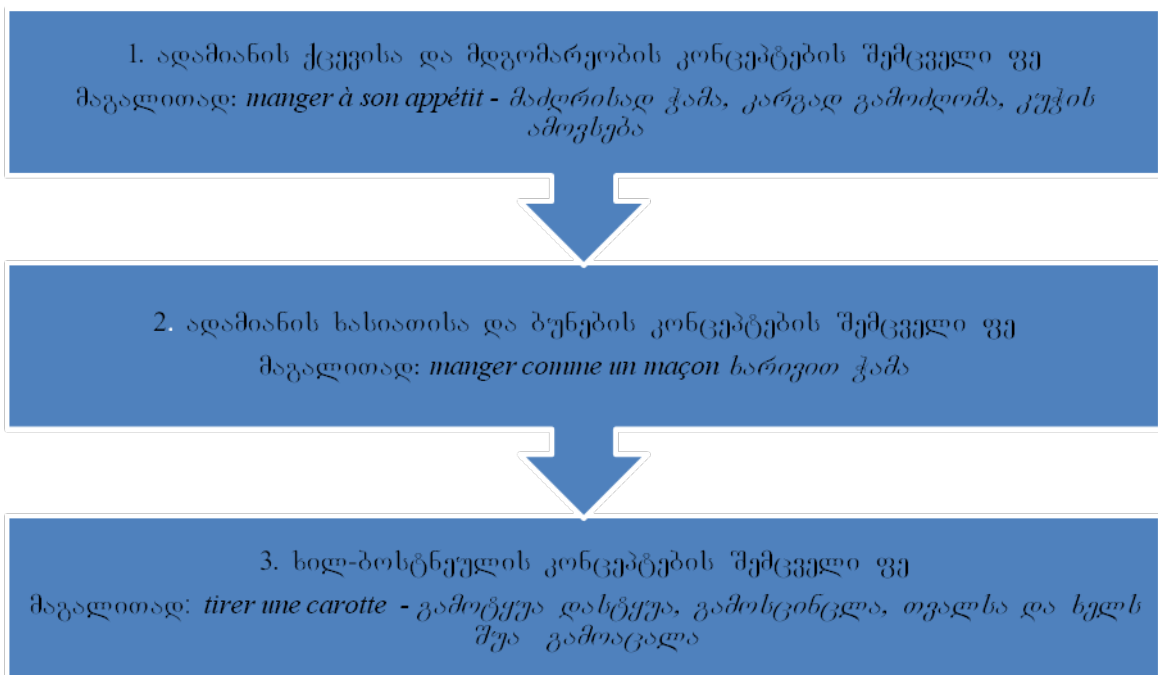 1. ადამიანის ქცევისა და მდგომარეობის კონცეპტების შემცველი ფე
მაგალითად: manger à son appétit - მაძღრისად ჭამა, კარგად გამოძღომა, კუჭის
ამოვსება
2. ადამიანის ხასიათისა და ბუნების კონცეპტების შემცველი ფე
მაგალითად: manger comme un maçon ხარივით ჭამა
3. ხილ-ბოსტნეულის კონცეპტების შემცველი ფე
მაგალითად: tirer une carotte - გამოტყუა დასტყუა, გამოსცინცლა, თვალსა და ხელს
შუა გამოაცალა